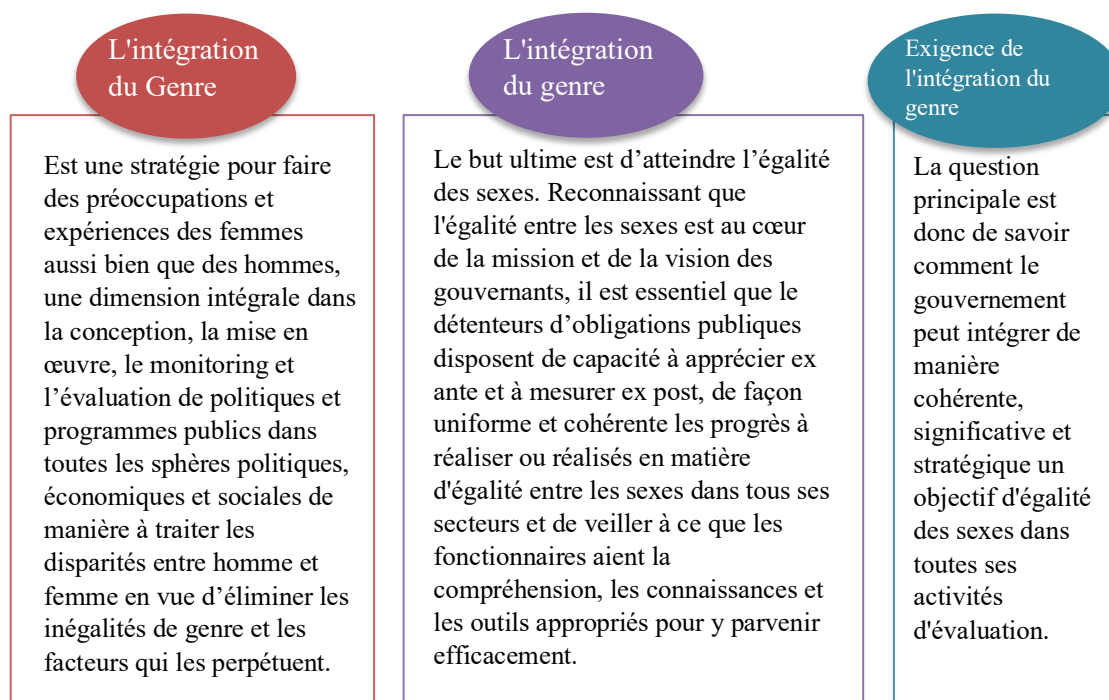 L'intégration
du Genre
Est une stratégie pour faire
des préoccupations et
expériences des femmes
aussi bien que des hommes,
une dimension intégrale dans
la conception, la mise en
œuvre, le monitoring et
l’évaluation de politiques et
programmes publics dans
toutes les sphères politiques,
économiques et sociales de
manière à traiter les
disparités entre homme et
femme en vue d’éliminer les
inégalités de genre et les
facteurs qui les perpétuent.
L'intégration
du genre
Le but ultime est d’atteindre l’égalité
des sexes. Reconnaissant que
l'égalité entre les sexes est au cœur
de la mission et de la vision des
gouvernants, il est essentiel que le
détenteurs d’obligations publiques
disposent de capacité à apprécier ex
ante et à mesurer ex post, de façon
uniforme et cohérente les progrès à
réaliser ou réalisés en matière
d'égalité entre les sexes dans tous ses
secteurs et de veiller à ce que les
fonctionnaires aient la
compréhension, les connaissances et
les outils appropriés pour y parvenir
efficacement.
Exigence de
l'intégration du
genre
La question
principale est
donc de savoir
comment le
gouvernement
peut intégrer de
manière
cohérente,
significative et
stratégique un
objectif d'égalité
des sexes dans
toutes ses
activités
d'évaluation.